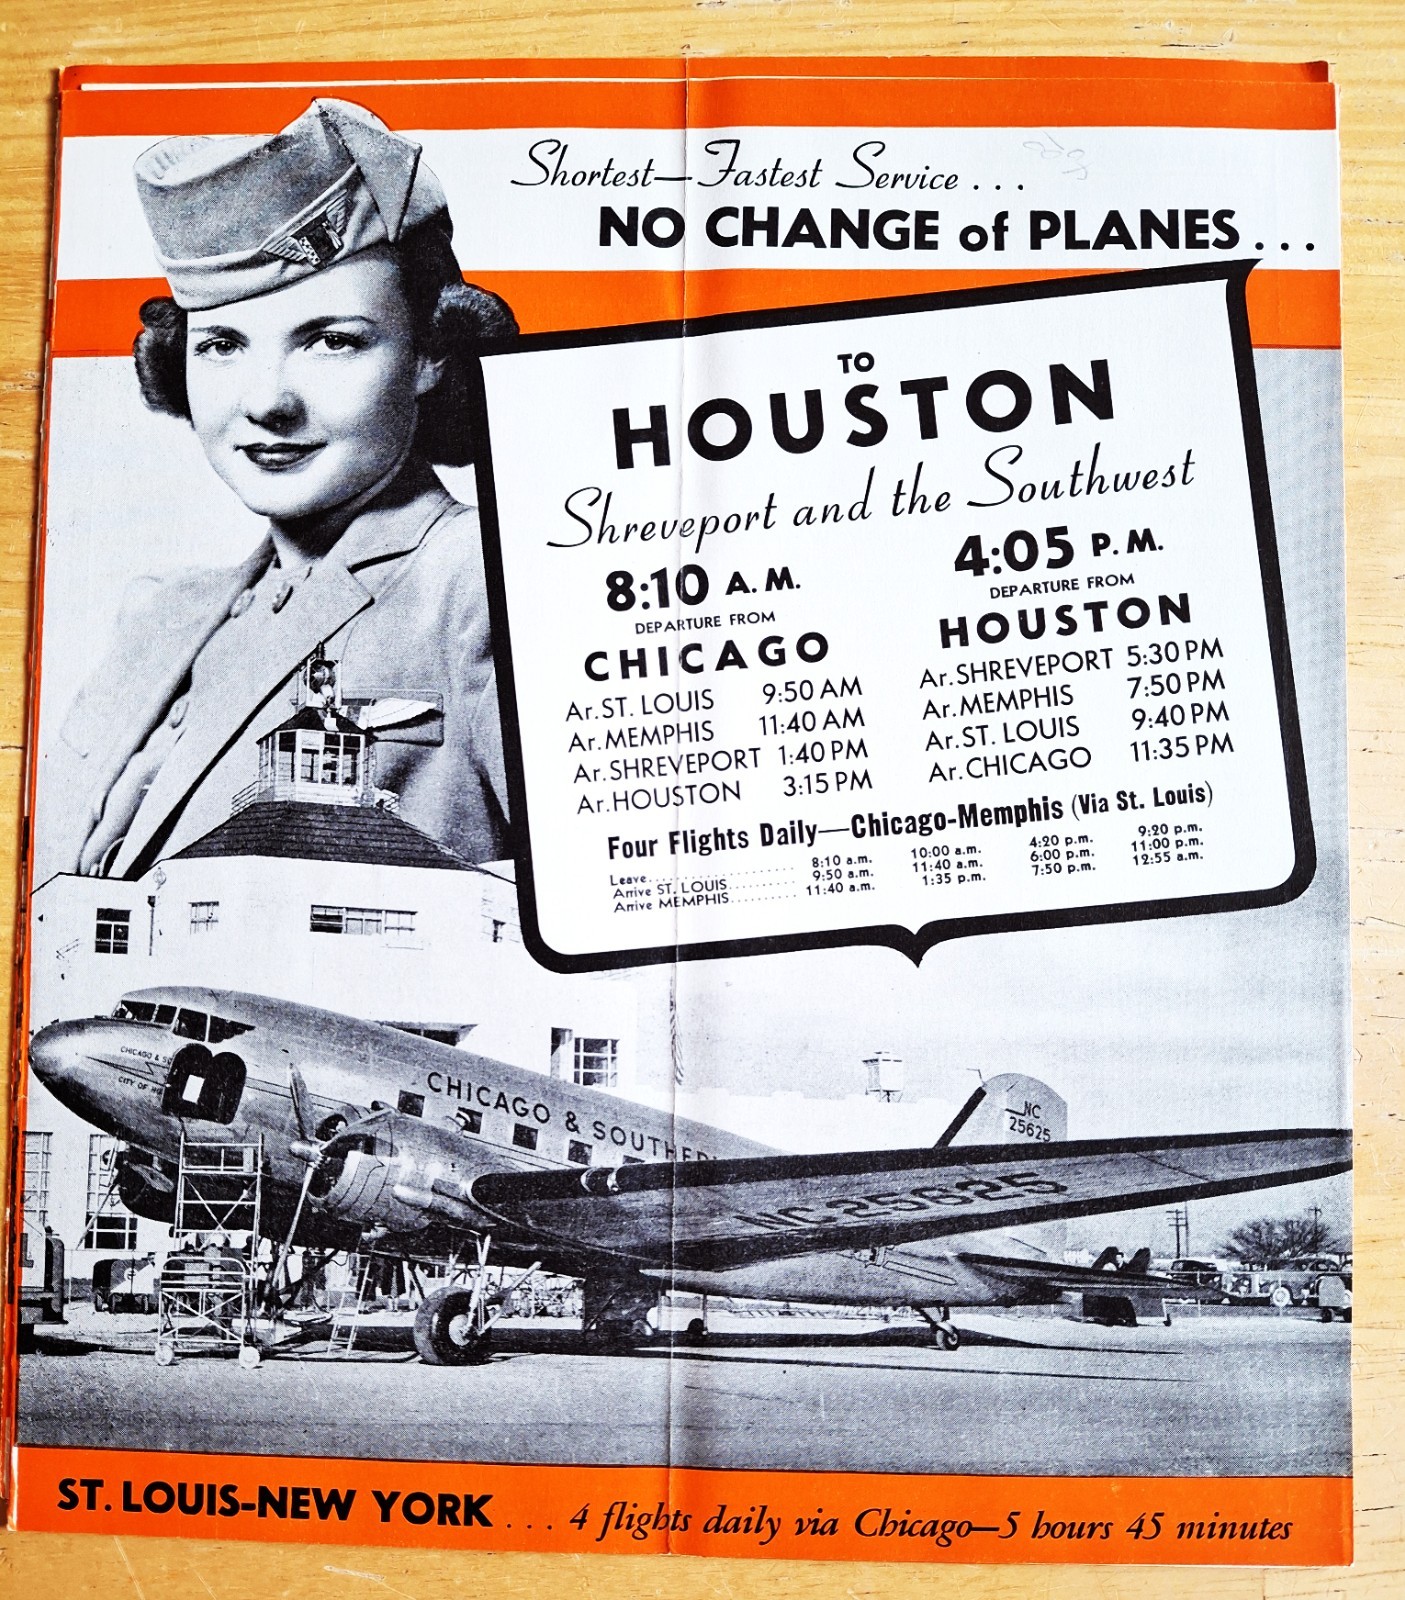 Shortest—Fastest Service . . .
NO CHANGE of PLANES . . .
TO
HOUSTON
Shreveport and the Southwest
8:10 A. M.
DEPARTURE FROM
CHICAGO
Ar. ST. LOUIS 9:50 AM
Ar. MEMPHIS 11:40 AM
Ar. SHREVEPORT 1:40 PM
Ar. HOUSTON 3:15 PM
4:05 P. M.
DEPARTURE FROM
HOUSTON
Ar. SHREVEPORT 5:30 PM
Ar. MEMPHIS 7:50 PM
Ar. ST. LOUIS 9:40 PM
Ar. CHICAGO 11:35 PM
Four Flights Daily—Chicago-Memphis (Via St. Louis)
Leave.................... 8:10 a.m. 10:00 a.m. 4:20 p.m. 9:20 p.m.
Arrive ST. LOUIS.......... 9:50 a.m. 11:40 a.m. 6:00 p.m. 11:00 p.m.
Arrive MEMPHIS.......... 11:40 a.m. 1:35 p.m. 7:50 p.m. 12:55 a.m.
CHICAGO & SO
CITY OF
CHICAGO & SOUTHERN
NC
25625
NC25625
ST. LOUIS-NEW YORK . . . 4 flights daily via Chicago—5 hours 45 minutes